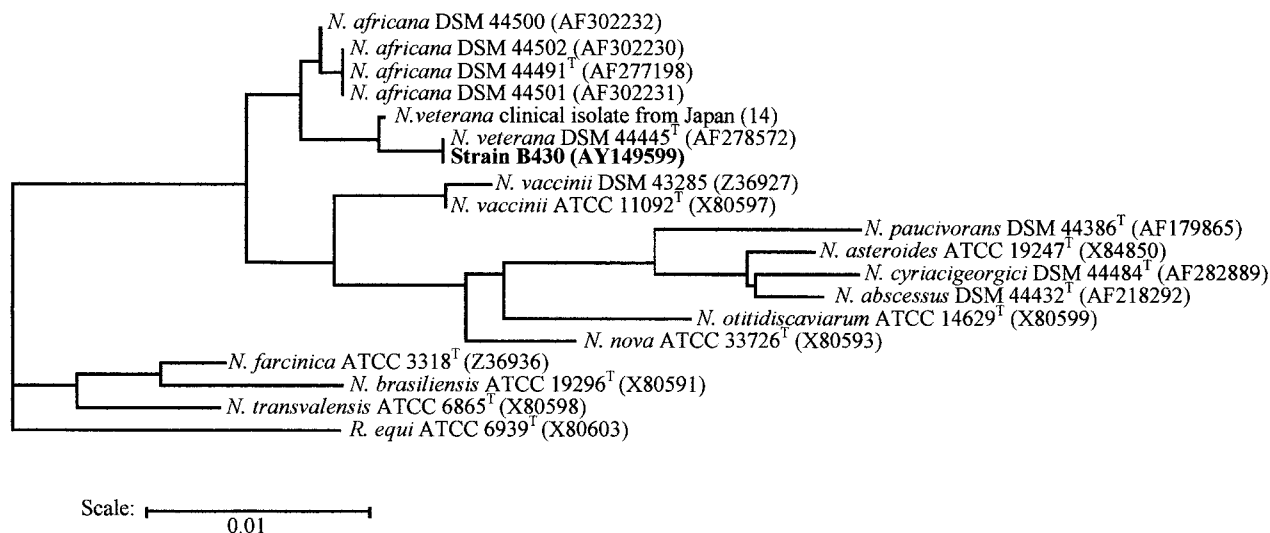 N. africana DSM 44500 (AF302232)
N. africana DSM 44502 (AF302230)
N. africana DSM 44491ᵀ (AF277198)
N. africana DSM 44501 (AF302231)
N.veterana clinical isolate from Japan (14)
N. veterana DSM 44445ᵀ (AF278572)
Strain B430 (AY149599)
N. vaccinii DSM 43285 (Z36927)
N. vaccinii ATCC 11092ᵀ (X80597)
N. paucivorans DSM 44386ᵀ (AF179865)
N. asteroides ATCC 19247ᵀ (X84850)
N. cyriacigeorgici DSM 44484ᵀ (AF282889)
N. abscessus DSM 44432ᵀ (AF218292)
N. otitidiscaviarum ATCC 14629ᵀ (X80599)
N. nova ATCC 33726ᵀ (X80593)
N. farcinica ATCC 3318ᵀ (Z36936)
N. brasiliensis ATCC 19296ᵀ (X80591)
N. transvalensis ATCC 6865ᵀ (X80598)
R. equi ATCC 6939ᵀ (X80603)
Scale:
0.01